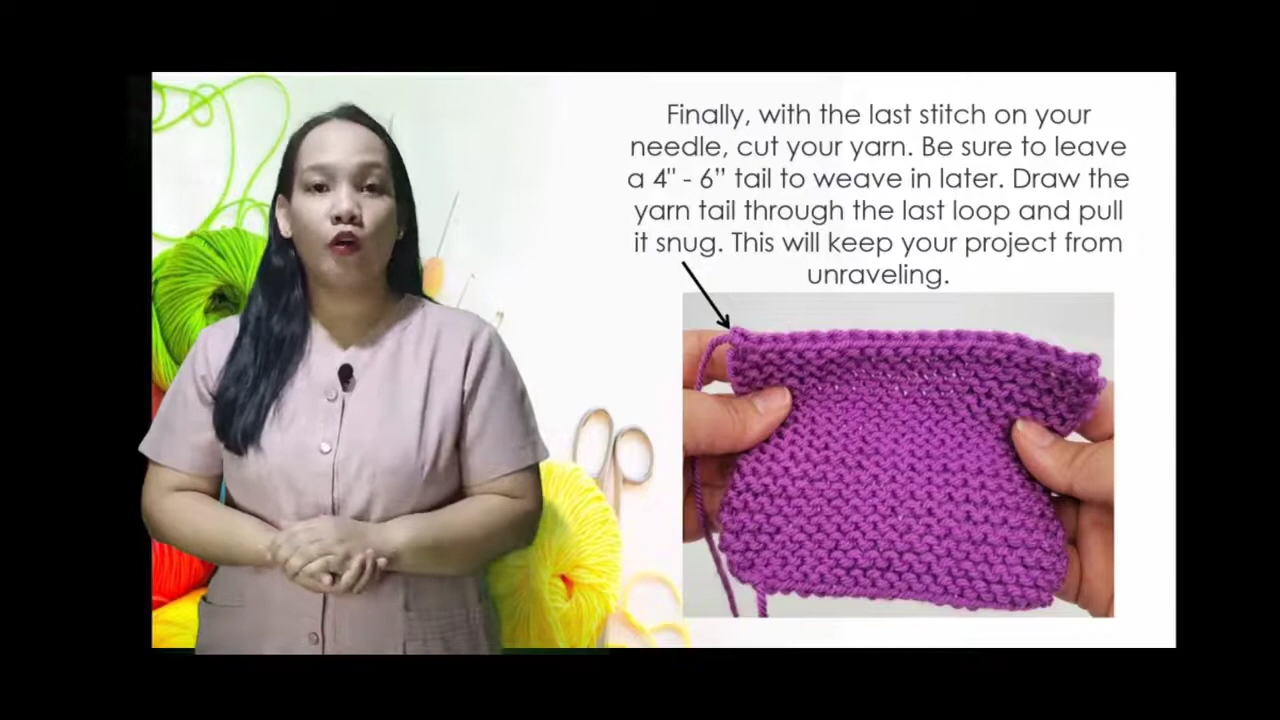 Finally, with the last stitch on your
needle, cut your yarn. Be sure to leave
a 4" - 6” tail to weave in later. Draw the
yarn tail through the last loop and pull
it snug. This will keep your project from
unraveling.